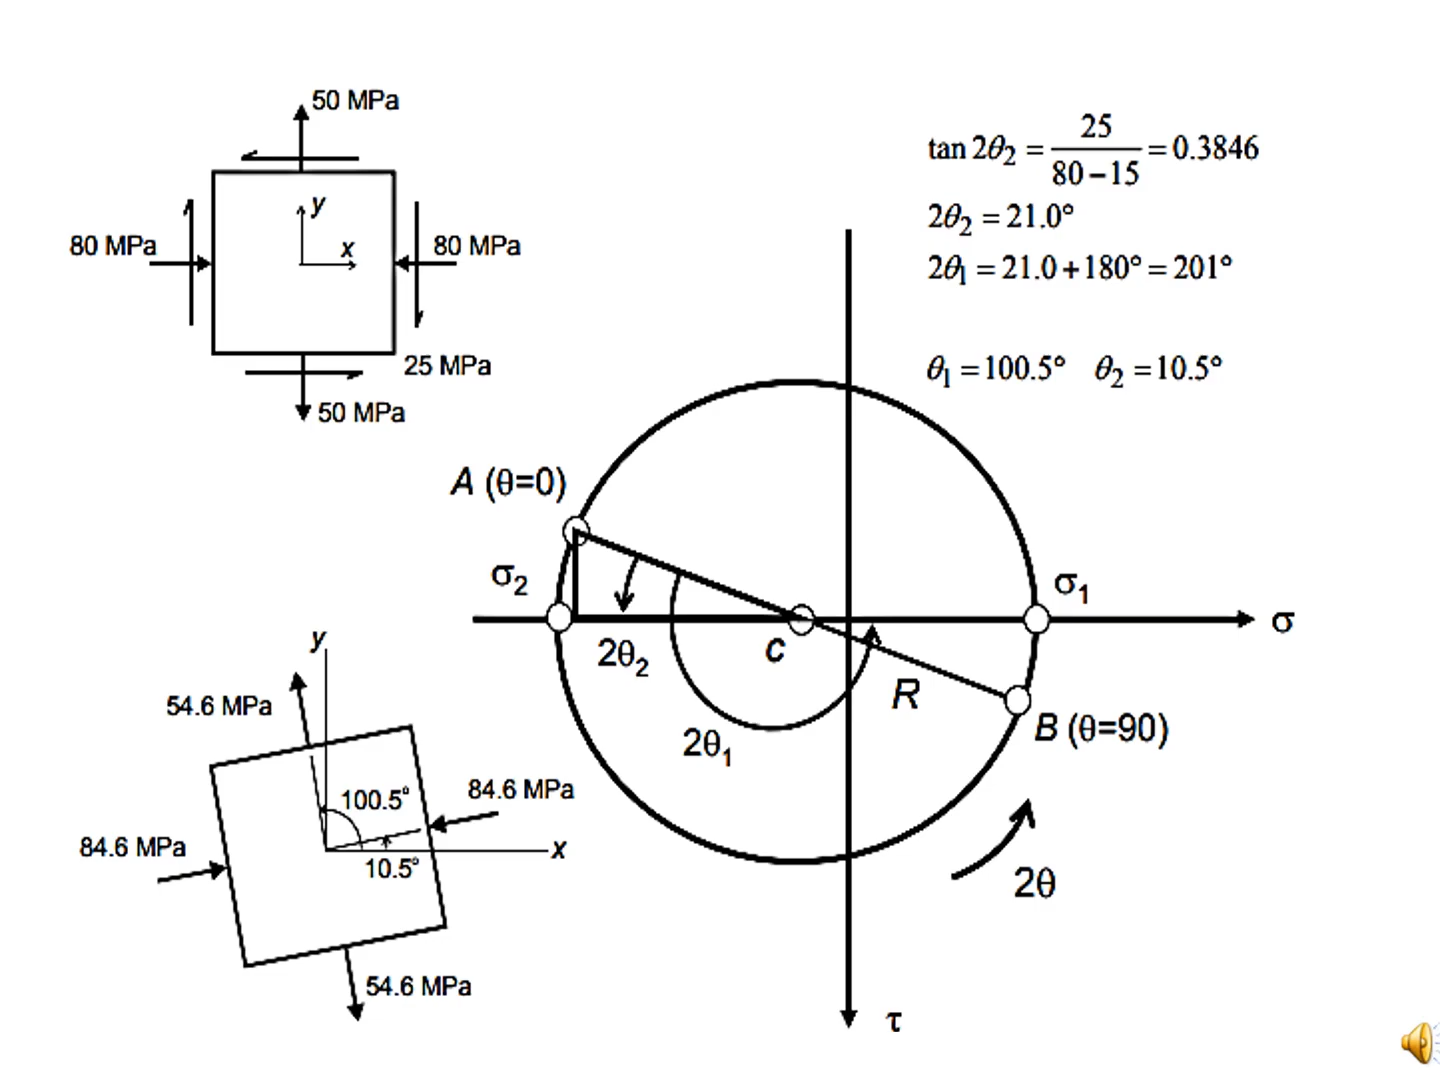 50 MPa
y
x
80 MPa
80 MPa
25 MPa
50 MPa
tan 2θ₂ = 25 / (80 – 15) = 0.3846
2θ₂ = 21.0°
2θ₁ = 21.0 + 180° = 201°
θ₁ = 100.5° θ₂ = 10.5°
A (θ=0)
σ₂
σ₁
σ
2θ₂
c
R
2θ₁
B (θ=90)
2θ
τ
y
54.6 MPa
100.5°
84.6 MPa
84.6 MPa
10.5°
x
54.6 MPa